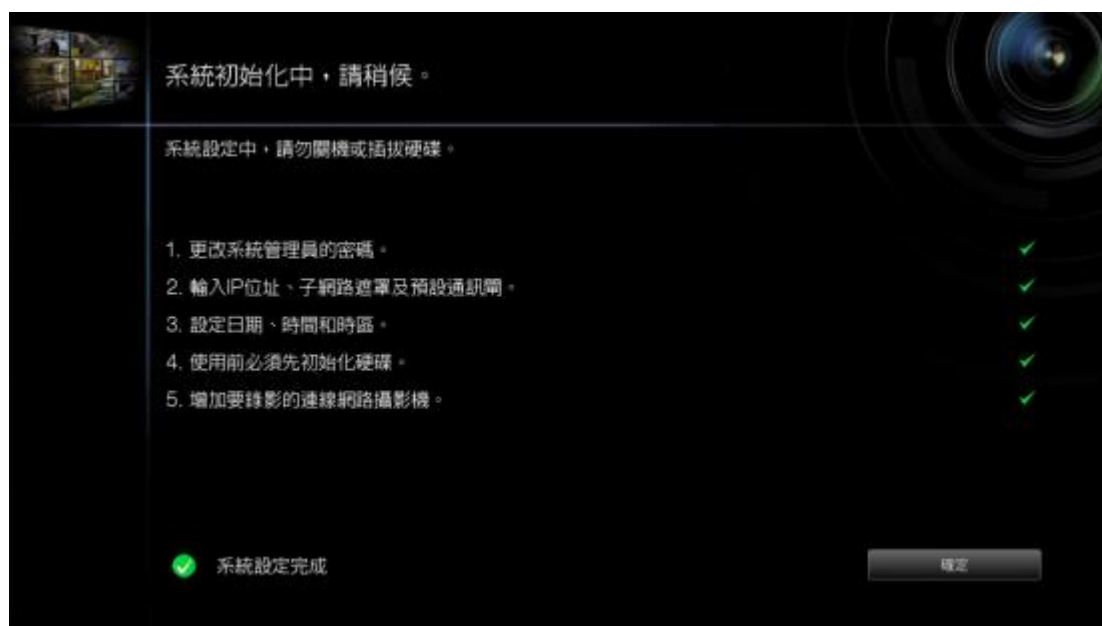 系統初始化中，請稍候。
系統設定中，請勿關機或插拔硬碟。
1. 更改系統管理員的密碼。
2. 輸入IP位址、子網路遮罩及預設通訊閘。
3. 設定日期、時間和時區。
4. 使用前必須先初始化硬碟。
5. 增加要錄影的連線網路攝影機。
系統設定完成
確定